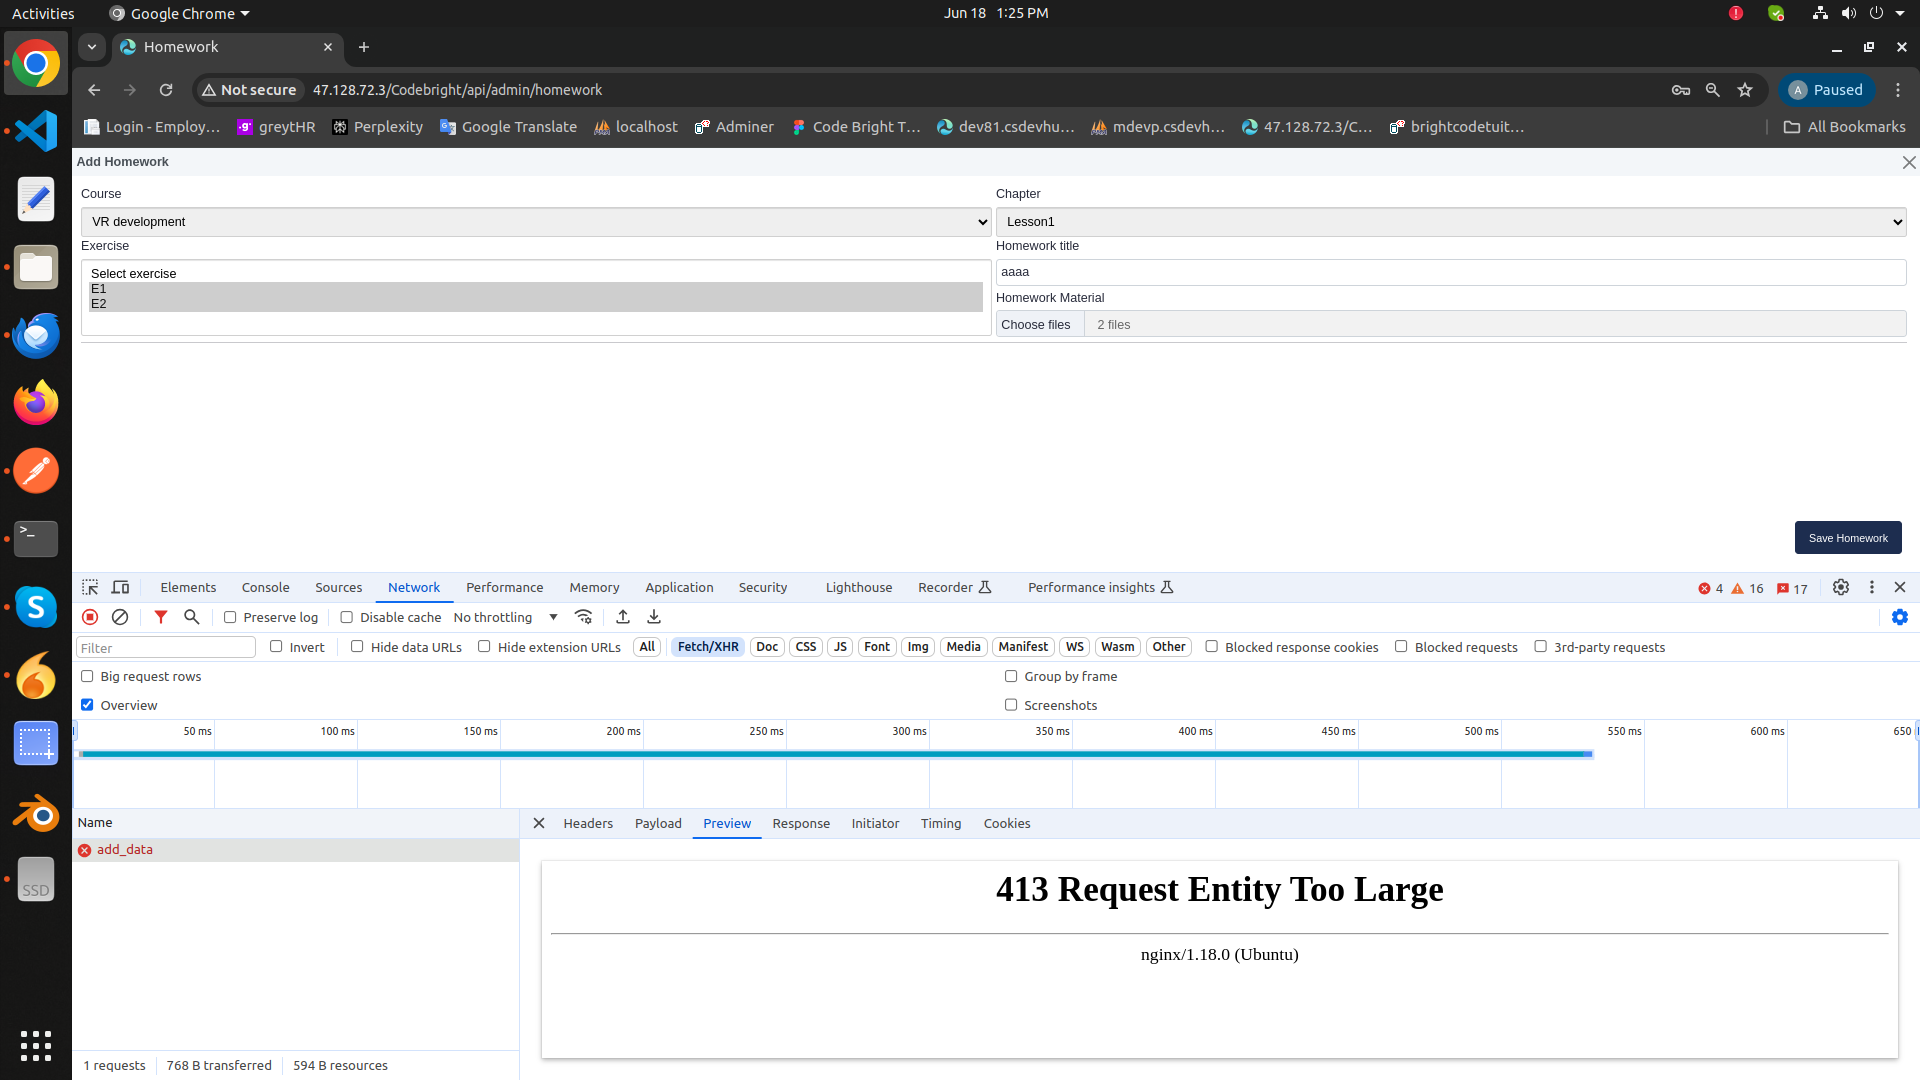 Activities
Google Chrome
Jun 18 1:25 PM
Homework
Not secure
47.128.72.3/Codebright/api/admin/homework
A Paused
Login - Employ…
greytHR
Perplexity
Google Translate
localhost
Adminer
Code Bright T…
dev81.csdevhu…
mdevp.csdevh…
47.128.72.3/C…
brightcodetuit…
All Bookmarks
Add Homework
Course
Chapter
VR development
Lesson1
Exercise
Homework title
Select exercise
E1
E2
aaaa
Homework Material
Choose files 2 files
Save Homework
Elements Console Sources Network Performance Memory Application Security Lighthouse Recorder Performance insights 4 16 17
Preserve log Disable cache No throttling
Filter Invert Hide data URLs Hide extension URLs All Fetch/XHR Doc CSS JS Font Img Media Manifest WS Wasm Other Blocked response cookies Blocked requests 3rd-party requests
Big request rows Group by frame
Overview Screenshots
50 ms 100 ms 150 ms 200 ms 250 ms 300 ms 350 ms 400 ms 450 ms 500 ms 550 ms 600 ms 650
Name
Headers Payload Preview Response Initiator Timing Cookies
add_data
413 Request Entity Too Large
nginx/1.18.0 (Ubuntu)
SSD
1 requests 768 B transferred 594 B resources